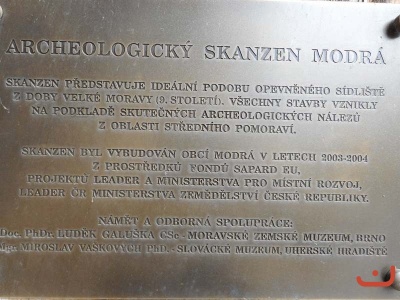 ARCHEOLOGICKÝ SKANZEN MODRÁ
SKANZEN PŘEDSTAVUJE IDEÁLNÍ PODOBU OPEVNĚNÉHO SÍDLIŠTĚ
Z DOBY VELKÉ MORAVY (9. STOLETÍ). VŠECHNY STAVBY VZNIKLY
NA PODKLADĚ SKUTEČNÝCH ARCHEOLOGICKÝCH NÁLEZŮ
Z OBLASTI STŘEDNÍHO POMORAVÍ.
SKANZEN BYL VYBUDOVÁN OBCÍ MODRÁ V LETECH 2003-2004
Z PROSTŘEDKŮ FONDŮ SAPARD EU,
PROJEKTU LEADER A MINISTERSTVA PRO MÍSTNÍ ROZVOJ,
LEADER ČR MINISTERSTVA ZEMĚDĚLSTVÍ ČESKÉ REPUBLIKY.
NÁMĚT A ODBORNÁ SPOLUPRÁCE:
Doc. PhDr. LUDĚK GALUŠKA CSc - MORAVSKÉ ZEMSKÉ MUZEUM, BRNO
Mgr. MIROSLAV VAŠKOVÝCH PhD. - SLOVÁCKÉ MUZEUM, UHERSKÉ HRADIŠTĚ